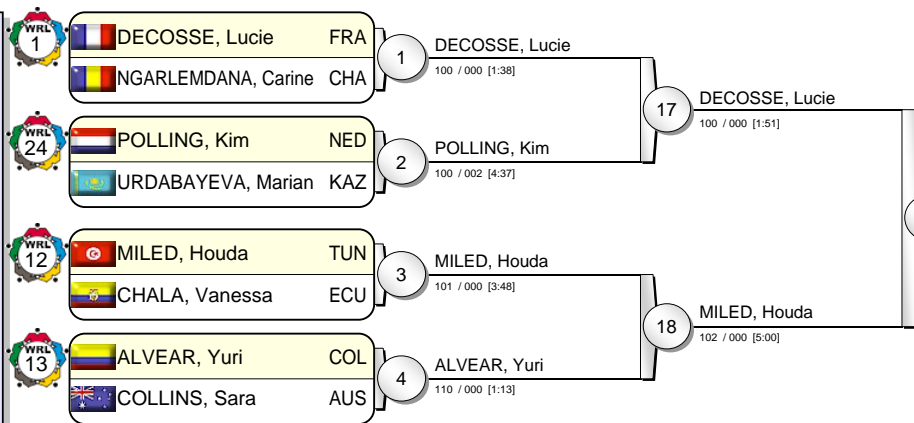 WRL
1
DECOSSE, Lucie FRA
NGARLEMDANA, Carine CHA
1
DECOSSE, Lucie
100 / 000 [1:38]
17
DECOSSE, Lucie
100 / 000 [1:51]
WRL
24
POLLING, Kim NED
URDABAYEVA, Marian KAZ
2
POLLING, Kim
100 / 002 [4:37]
WRL
12
MILED, Houda TUN
CHALA, Vanessa ECU
3
MILED, Houda
101 / 000 [3:48]
18
MILED, Houda
102 / 000 [5:00]
WRL
13
ALVEAR, Yuri COL
COLLINS, Sara AUS
4
ALVEAR, Yuri
110 / 000 [1:13]